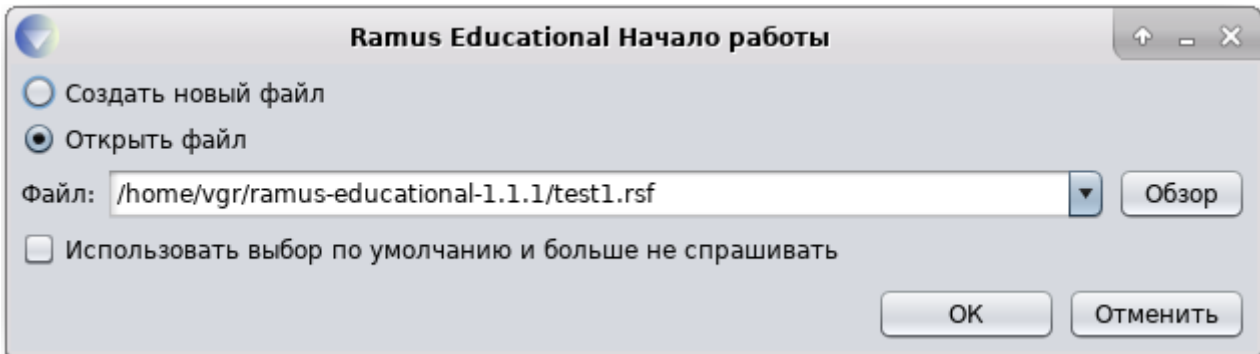 Ramus Educational Начало работы
Создать новый файл
Открыть файл
Файл: /home/vgr/ramus-educational-1.1.1/test1.rsf Обзор
Использовать выбор по умолчанию и больше не спрашивать
OK Отменить